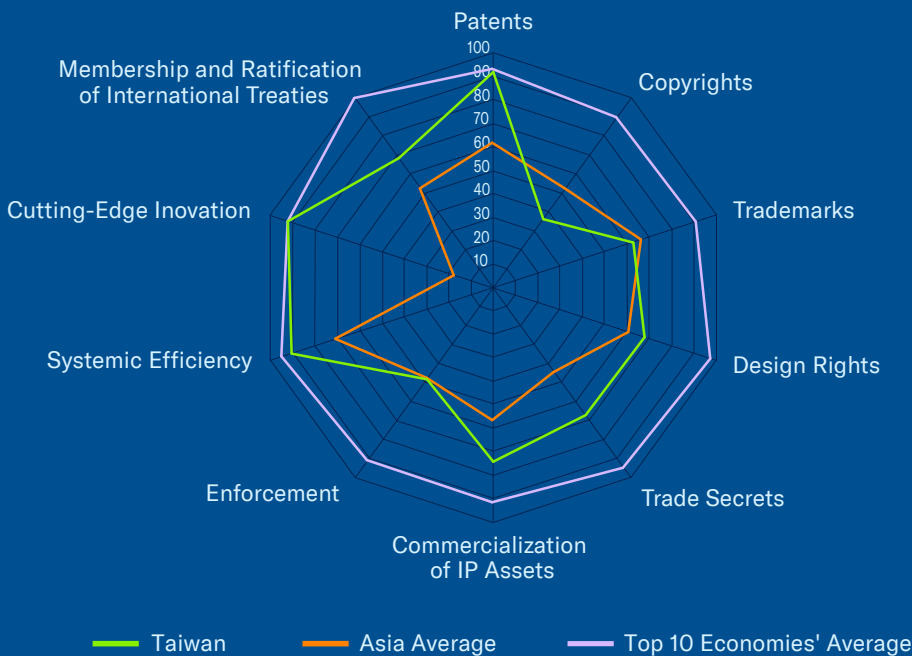 Patents
100
90
80
70
60
50
40
30
20
10
Copyrights
Trademarks
Design Rights
Trade Secrets
Commercialization
of IP Assets
Enforcement
Systemic Efficiency
Cutting-Edge Inovation
Membership and Ratification
of International Treaties
Taiwan
Asia Average
Top 10 Economies' Average